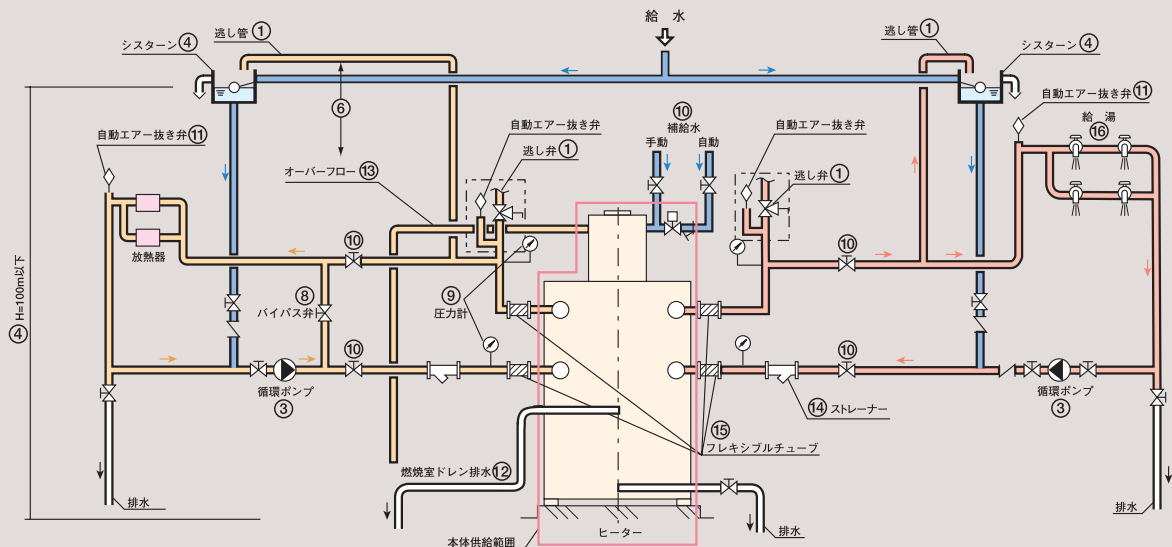 給水
逃し管①
シスターン④
逃し管①
シスターン④
⑥
自動エアー抜き弁⑪
自動エアー抜き弁
⑩
補給水
手動
自動
自動エアー抜き弁
自動エアー抜き弁⑪
給湯
⑯
逃し弁①
逃し弁①
オーバーフロー⑬
放熱器
⑩
⑩
H=100m以下
④
⑧
バイパス弁
⑨
圧力計
⑩
⑩
循環ポンプ
③
⑭ストレーナー
循環ポンプ
③
⑮
フレキシブルチューブ
燃焼室ドレン排水⑫
排水
ヒーター
排水
排水
本体供給範囲